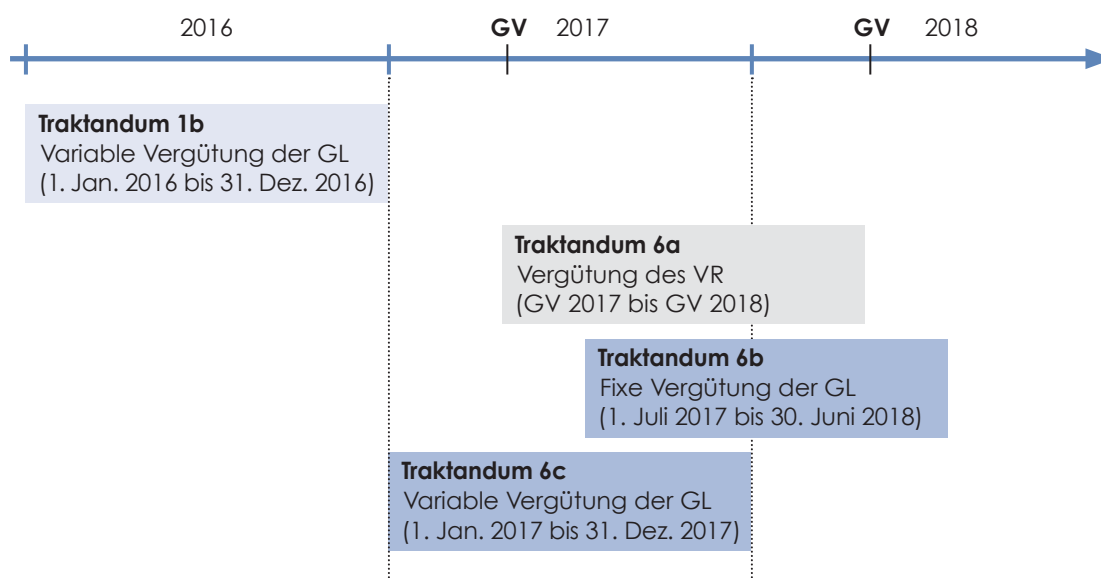 2016 GV 2017 GV 2018
Traktandum 1b
Variable Vergütung der GL
(1. Jan. 2016 bis 31. Dez. 2016)
Traktandum 6a
Vergütung des VR
(GV 2017 bis GV 2018)
Traktandum 6b
Fixe Vergütung der GL
(1. Juli 2017 bis 30. Juni 2018)
Traktandum 6c
Variable Vergütung der GL
(1. Jan. 2017 bis 31. Dez. 2017)